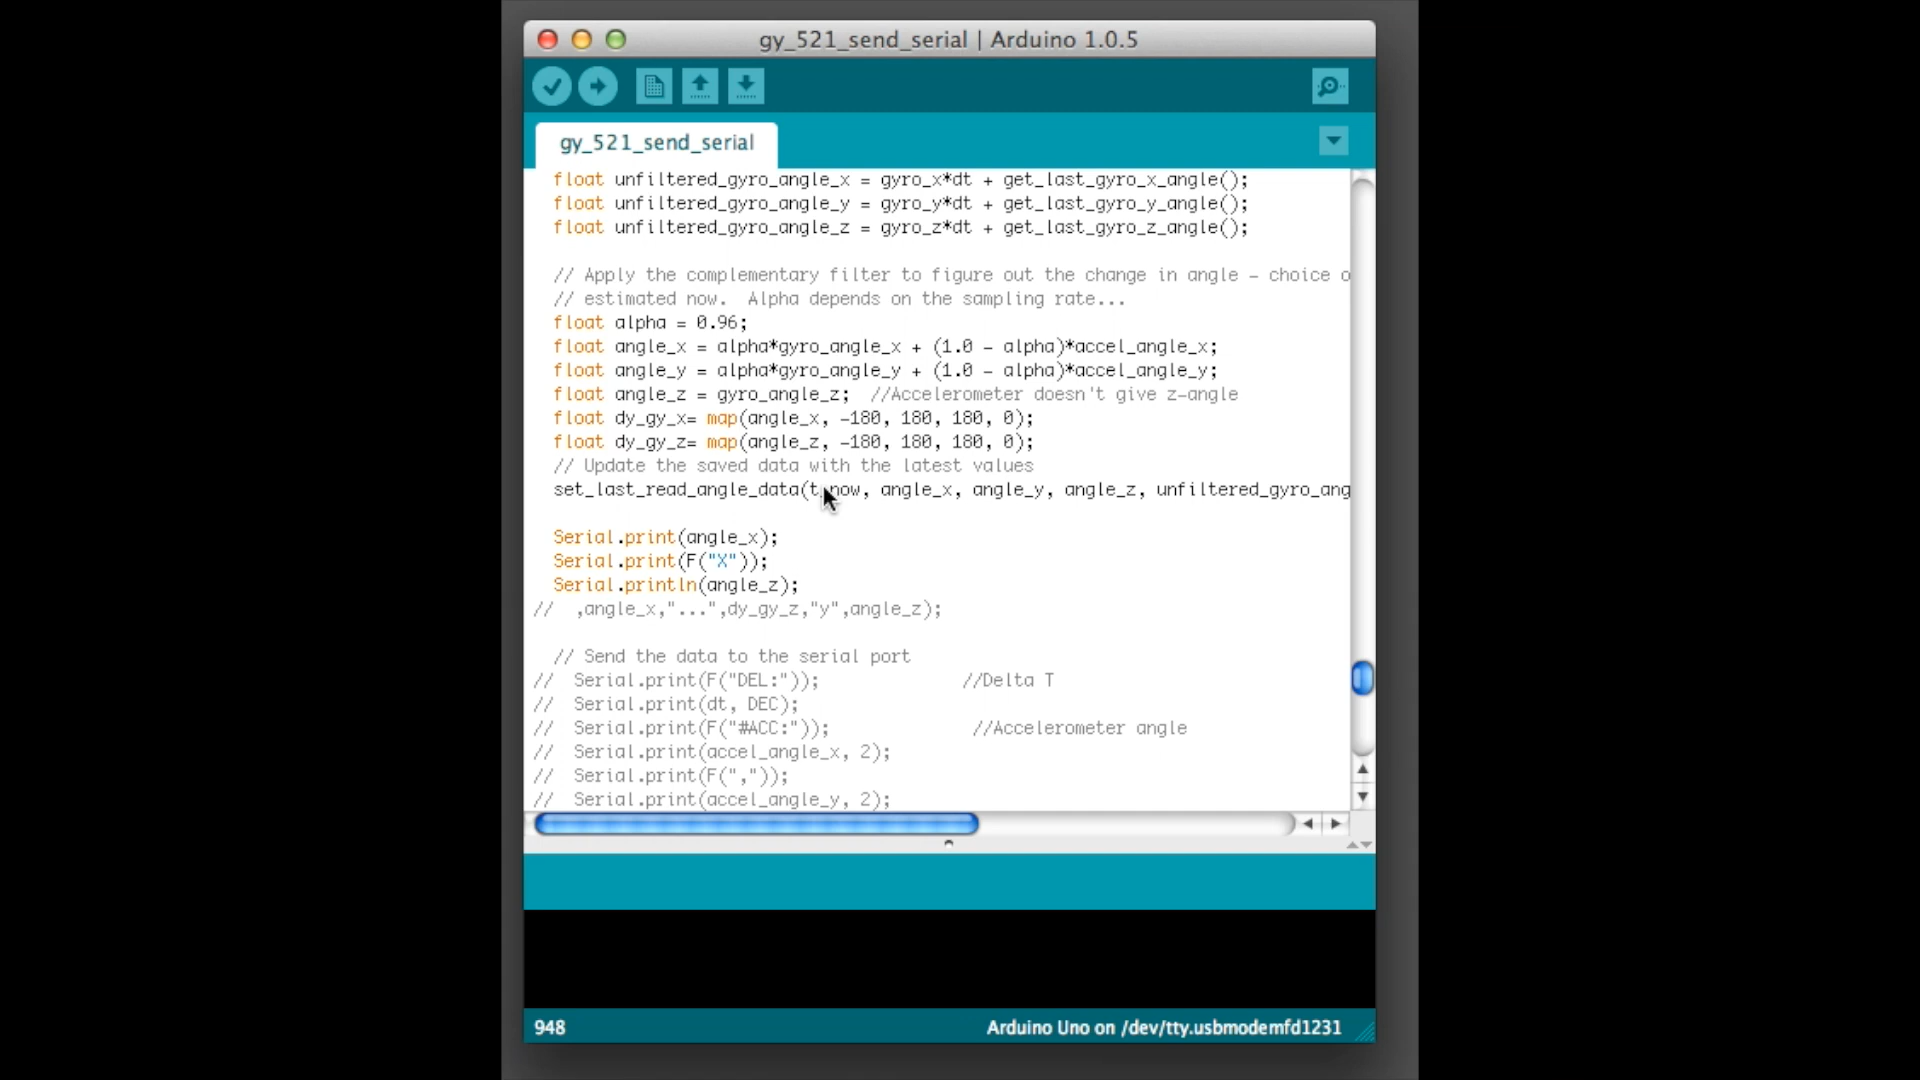 gy_521_send_serial | Arduino 1.0.5
gy_521_send_serial
float unfiltered_gyro_angle_x = gyro_x*dt + get_last_gyro_x_angle();
float unfiltered_gyro_angle_y = gyro_y*dt + get_last_gyro_y_angle();
float unfiltered_gyro_angle_z = gyro_z*dt + get_last_gyro_z_angle();
// Apply the complementary filter to figure out the change in angle - choice o
// estimated now.  Alpha depends on the sampling rate...
float alpha = 0.96;
float angle_x = alpha*gyro_angle_x + (1.0 - alpha)*accel_angle_x;
float angle_y = alpha*gyro_angle_y + (1.0 - alpha)*accel_angle_y;
float angle_z = gyro_angle_z;  //Accelerometer doesn't give z-angle
float dy_gy_x= map(angle_x, -180, 180, 180, 0);
float dy_gy_z= map(angle_z, -180, 180, 180, 0);
// Update the saved data with the latest values
set_last_read_angle_data(t_now, angle_x, angle_y, angle_z, unfiltered_gyro_ang
Serial.print(angle_x);
Serial.print(F("X"));
Serial.println(angle_z);
//  ,angle_x,"...",dy_gy_z,"y",angle_z);
// Send the data to the serial port
//  Serial.print(F("DEL:"));              //Delta T
//  Serial.print(dt, DEC);
//  Serial.print(F("#ACC:"));              //Accelerometer angle
//  Serial.print(accel_angle_x, 2);
//  Serial.print(F(","));
//  Serial.print(accel_angle_y, 2);
948
Arduino Uno on /dev/tty.usbmodemfd1231